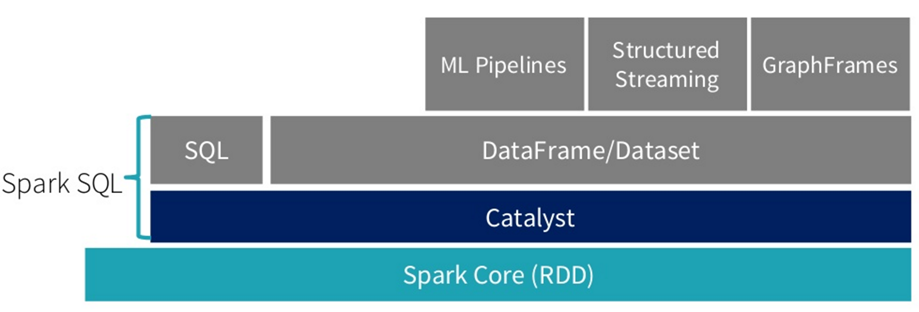 ML Pipelines
Structured
Streaming
GraphFrames
Spark SQL
SQL
DataFrame/Dataset
Catalyst
Spark Core (RDD)